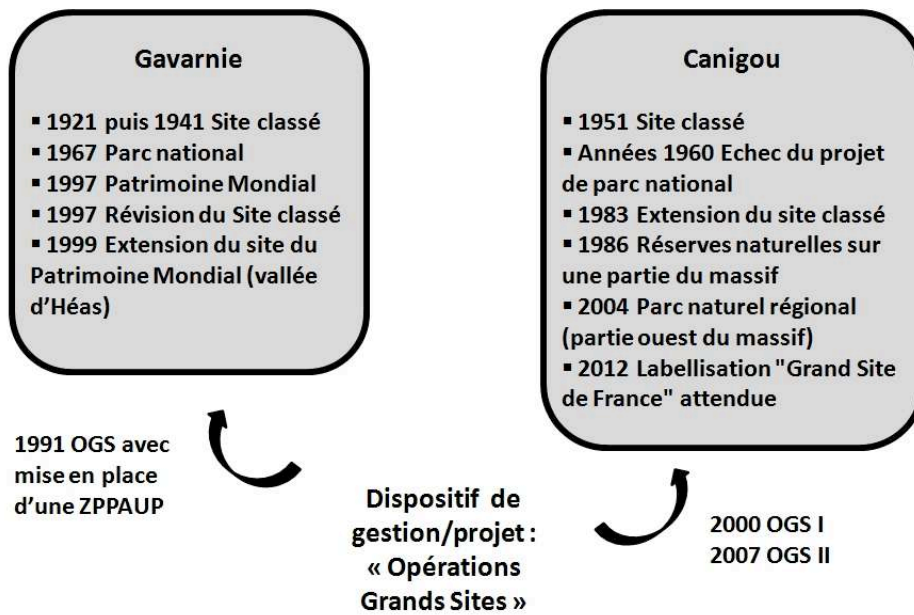 Gavarnie
▪ 1921 puis 1941 Site classé
▪ 1967 Parc national
▪ 1997 Patrimoine Mondial
▪ 1997 Révision du Site classé
▪ 1999 Extension du site du
Patrimoine Mondial (vallée
d’Héas)
Canigou
▪ 1951 Site classé
▪ Années 1960 Echec du projet
de parc national
▪ 1983 Extension du site classé
▪ 1986 Réserves naturelles sur
une partie du massif
▪ 2004 Parc naturel régional
(partie ouest du massif)
▪ 2012 Labellisation "Grand Site
de France" attendue
1991 OGS avec
mise en place
d’une ZPPAUP
Dispositif de
gestion/projet :
« Opérations
Grands Sites »
2000 OGS I
2007 OGS II